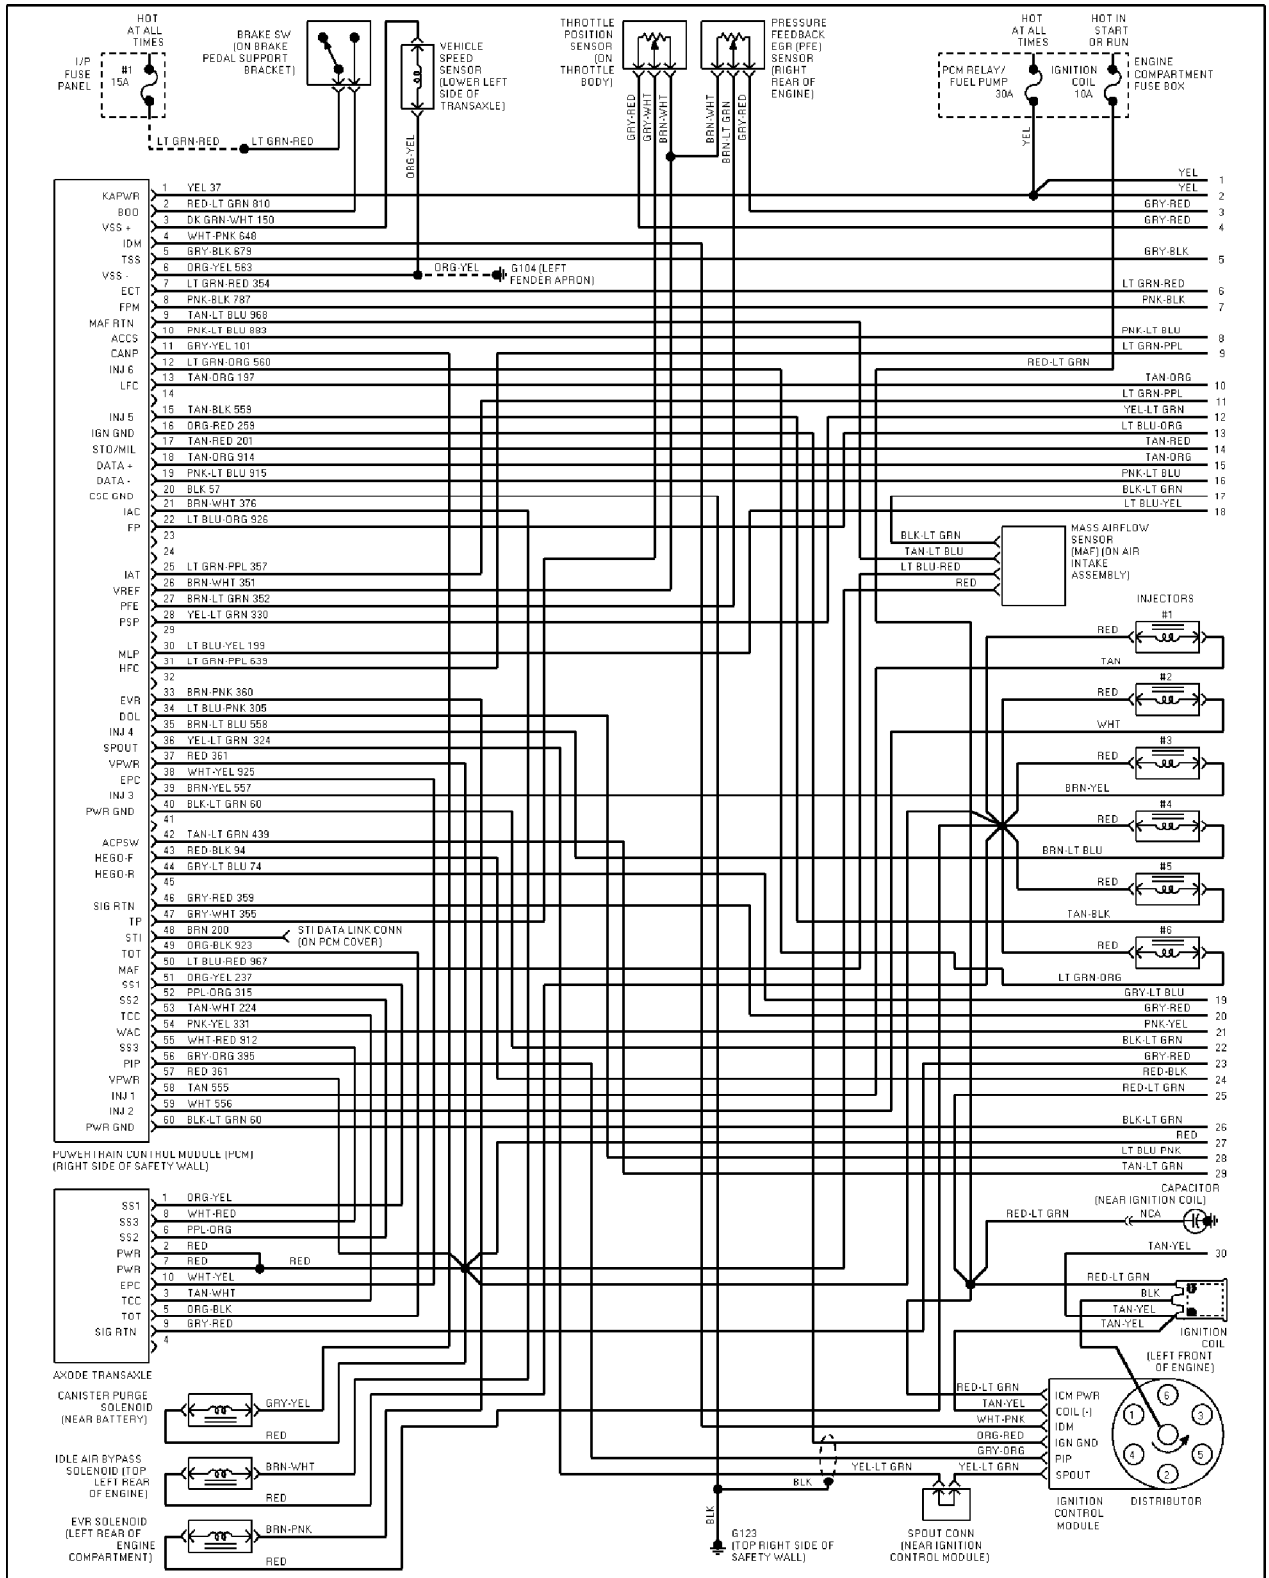 HOT
AT ALL
TIMES
I/P
FUSE
PANEL
#1
15A
BRAKE SW
(ON BRAKE
PEDAL SUPPORT
BRACKET)
VEHICLE
SPEED
SENSOR
(LOWER LEFT
SIDE OF
TRANSAXLE)
THROTTLE
POSITION
SENSOR
(ON
THROTTLE
BODY)
PRESSURE
FEEDBACK
EGR (PFE)
SENSOR
(RIGHT
REAR OF
ENGINE)
HOT
AT ALL
TIMES
HOT IN
START
OR RUN
PCM RELAY/
FUEL PUMP
30A
IGNITION
COIL
10A
ENGINE
COMPARTMENT
FUSE BOX
LT GRN-RED
LT GRN-RED
ORG-YEL
GRY-RED
GRY-WHT
BRN-WHT
BRN-WHT
BRN-LT GRN
GRY-RED
YEL
KAPWR 1 YEL 37
BOO 2 RED-LT GRN 810
VSS + 3 DK GRN-WHT 150
IDM 4 WHT-PNK 648
TSS 5 GRY-BLK 679
VSS - 6 ORG-YEL 563
ECT 7 LT GRN-RED 354
FPM 8 PNK-BLK 787
MAF RTN 9 TAN-LT BLU 968
ACCS 10 PNK-LT BLU 883
CANP 11 GRY-YEL 101
INJ 6 12 LT GRN-ORG 560
LFC 13 TAN-ORG 197
14
INJ 5 15 TAN-BLK 559
IGN GND 16 ORG-RED 259
STO/MIL 17 TAN-RED 201
DATA + 18 TAN-ORG 914
DATA - 19 PNK-LT BLU 915
CSE GND 20 BLK 57
IAC 21 BRN-WHT 376
FP 22 LT BLU-ORG 926
23
24
IAT 25 LT GRN-PPL 357
VREF 26 BRN-WHT 351
PFE 27 BRN-LT GRN 352
PSP 28 YEL-LT GRN 330
29
MLP 30 LT BLU-YEL 199
HFC 31 LT GRN-PPL 639
32
EVR 33 BRN-PNK 360
DOL 34 LT BLU-PNK 305
INJ 4 35 BRN-LT BLU 558
SPOUT 36 YEL-LT GRN 324
VPWR 37 RED 361
EPC 38 WHT-YEL 925
INJ 3 39 BRN-YEL 557
PWR GND 40 BLK-LT GRN 60
41
ACPSW 42 TAN-LT GRN 439
HEGO-F 43 RED-BLK 94
HEGO-R 44 GRY-LT BLU 74
45
SIG RTN 46 GRY-RED 359
TP 47 GRY-WHT 355
STI 48 BRN 200
TOT 49 ORG-BLK 923
MAF 50 LT BLU-RED 967
SS1 51 ORG-YEL 237
SS2 52 PPL-ORG 315
TCC 53 TAN-WHT 224
WAC 54 PNK-YEL 331
SS3 55 WHT-RED 912
PIP 56 GRY-ORG 395
VPWR 57 RED 361
INJ 1 58 TAN 555
INJ 2 59 WHT 556
PWR GND 60 BLK-LT GRN 60
POWERTRAIN CONTROL MODULE (PCM)
(RIGHT SIDE OF SAFETY WALL)
ORG-YEL
G104 (LEFT
FENDER APRON)
STI DATA LINK CONN
(ON PCM COVER)
YEL 1
YEL 2
GRY-RED 3
GRY-RED 4
GRY-BLK 5
LT GRN-RED 6
PNK-BLK 7
PNK-LT BLU 8
LT GRN-PPL 9
RED-LT GRN
TAN-ORG 10
LT GRN-PPL 11
YEL-LT GRN 12
LT BLU-ORG 13
TAN-RED 14
TAN-ORG 15
PNK-LT BLU 16
BLK-LT GRN 17
LT BLU-YEL 18
BLK-LT GRN
TAN-LT BLU
LT BLU-RED
RED
MASS AIRFLOW
SENSOR
(MAF) (ON AIR
INTAKE
ASSEMBLY)
INJECTORS
#1
RED
TAN
#2
RED
WHT
#3
RED
BRN-YEL
#4
RED
BRN-LT BLU
#5
RED
TAN-BLK
#6
RED
LT GRN-ORG
GRY-LT BLU 19
GRY-RED 20
PNK-YEL 21
BLK-LT GRN 22
GRY-RED 23
RED-BLK 24
RED-LT GRN 25
BLK-LT GRN 26
RED 27
LT BLU PNK 28
TAN-LT GRN 29
SS1 1 ORG-YEL
SS3 8 WHT-RED
SS2 6 PPL-ORG
PWR 2 RED
PWR 7 RED
RED
EPC 10 WHT-YEL
TCC 3 TAN-WHT
TOT 5 ORG-BLK
SIG RTN 9 GRY-RED
4
AXODE TRANSAXLE
CANISTER PURGE
SOLENOID
(NEAR BATTERY)
GRY-YEL
RED
IDLE AIR BYPASS
SOLENOID (TOP
LEFT REAR
OF ENGINE)
BRN-WHT
RED
EVR SOLENOID
(LEFT REAR OF
ENGINE
COMPARTMENT)
BRN-PNK
RED
CAPACITOR
(NEAR IGNITION COIL)
RED-LT GRN
NCA
TAN-YEL 30
RED-LT GRN
BLK
TAN-YEL
TAN-YEL
IGNITION
COIL
(LEFT FRONT
OF ENGINE)
RED-LT GRN ICM PWR
TAN-YEL COIL (-)
WHT-PNK IDM
ORG-RED IGN GND
GRY-ORG PIP
YEL-LT GRN
YEL-LT GRN SPOUT
6
1
3
4
5
2
IGNITION
CONTROL
MODULE
DISTRIBUTOR
BLK
BLK
G123
(TOP RIGHT SIDE OF
SAFETY WALL)
SPOUT CONN
(NEAR IGNITION
CONTROL MODULE)